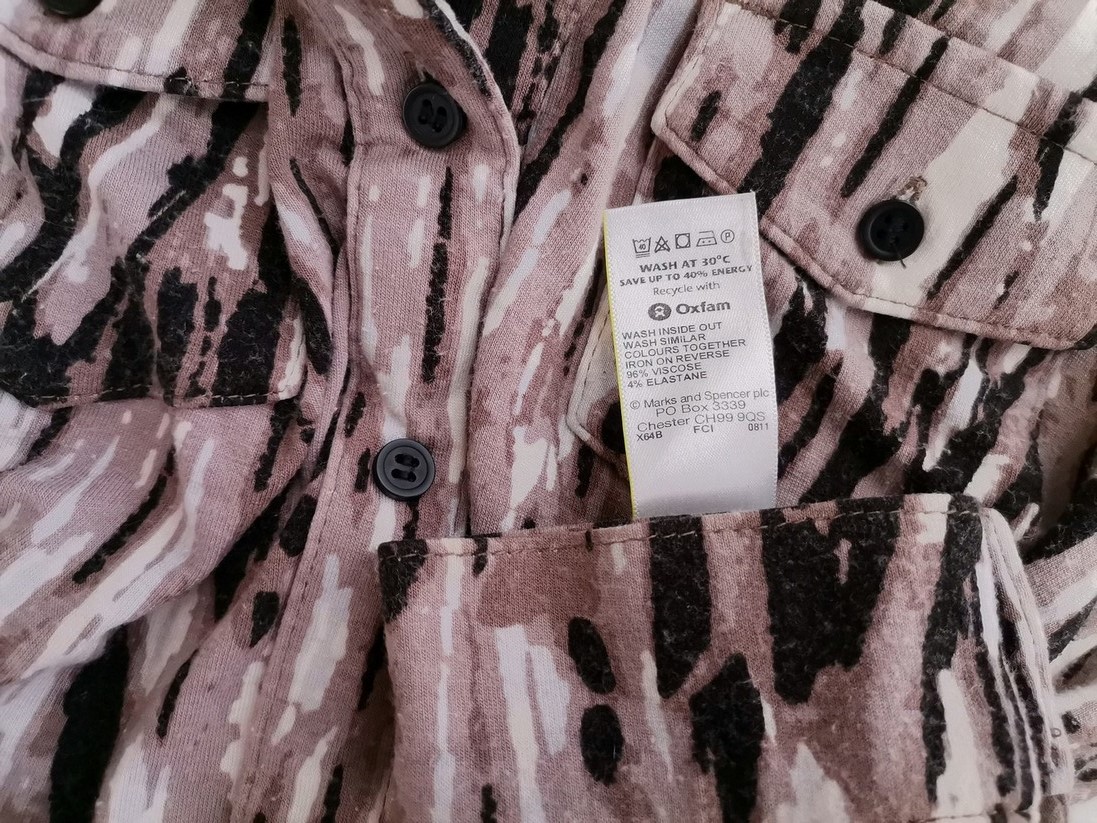 40 P
WASH AT 30°C
SAVE UP TO 40% ENERGY
Recycle with
Oxfam
WASH INSIDE OUT
WASH SIMILAR
COLOURS TOGETHER
IRON ON REVERSE
96% VISCOSE
4% ELASTANE
© Marks and Spencer plc
PO Box 3339
Chester CH99 9QS
X64B FCI 0811